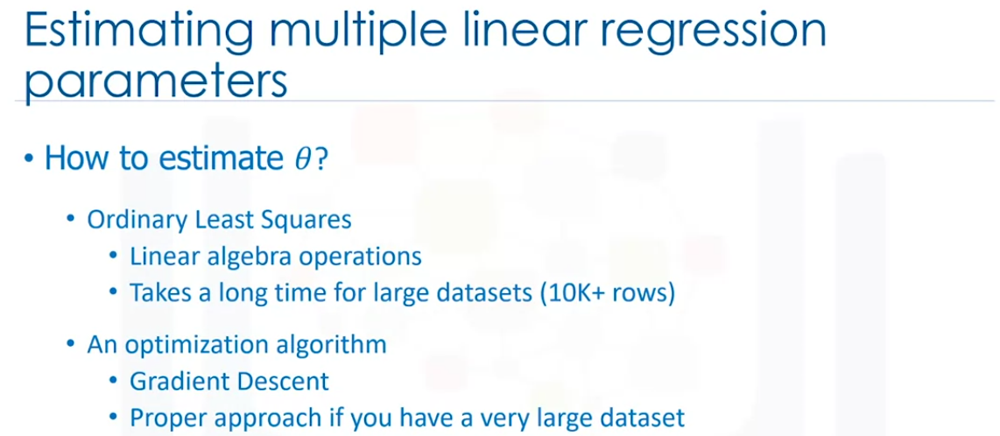 Estimating multiple linear regression
parameters
• How to estimate θ?
• Ordinary Least Squares
• Linear algebra operations
• Takes a long time for large datasets (10K+ rows)
• An optimization algorithm
• Gradient Descent
• Proper approach if you have a very large dataset